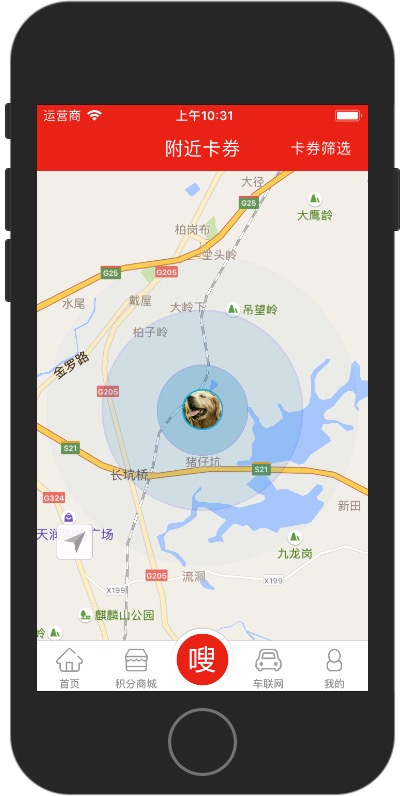 运营商 上午10:31
附近卡券 卡券筛选
大径
G25
大鹰龄
柏岗布
堂头岭
G25 G205
水尾 戴屋 大岭下 吊望岭
柏子龄
金罗路
G205
S21 猪仔坑 S21
长坑桥
G324 新田
天润 广场
九龙岗
G205 流洞
X199 X199
麒麟山公园
岭
首页 积分商城 嗖 车联网 我的